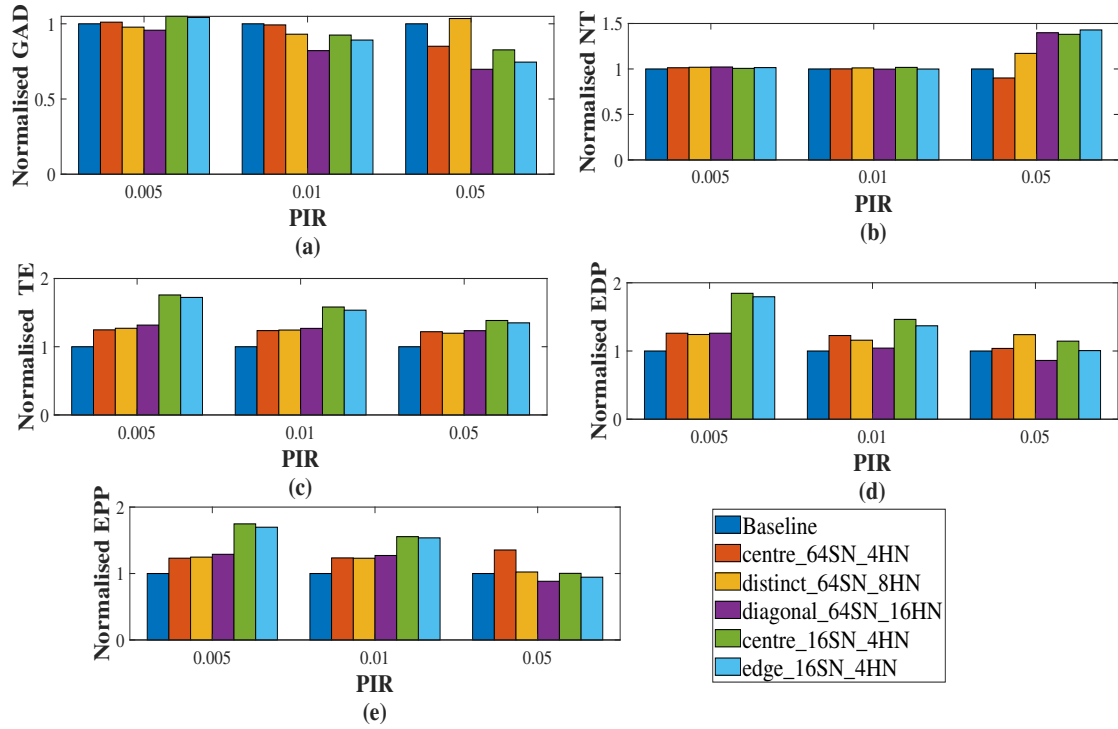 Normalised GAD
1
0.5
0
0.005
0.01
0.05
PIR
(a)
Normalised NT
1.5
1
0.5
0
0.005
0.01
0.05
PIR
(b)
Normalised TE
2
1
0
0.005
0.01
0.05
PIR
(c)
Normalised EDP
2
1
0
0.005
0.01
0.05
PIR
(d)
Normalised EPP
2
1
0
0.005
0.01
0.05
PIR
(e)
Baseline
centre_64SN_4HN
distinct_64SN_8HN
diagonal_64SN_16HN
centre_16SN_4HN
edge_16SN_4HN